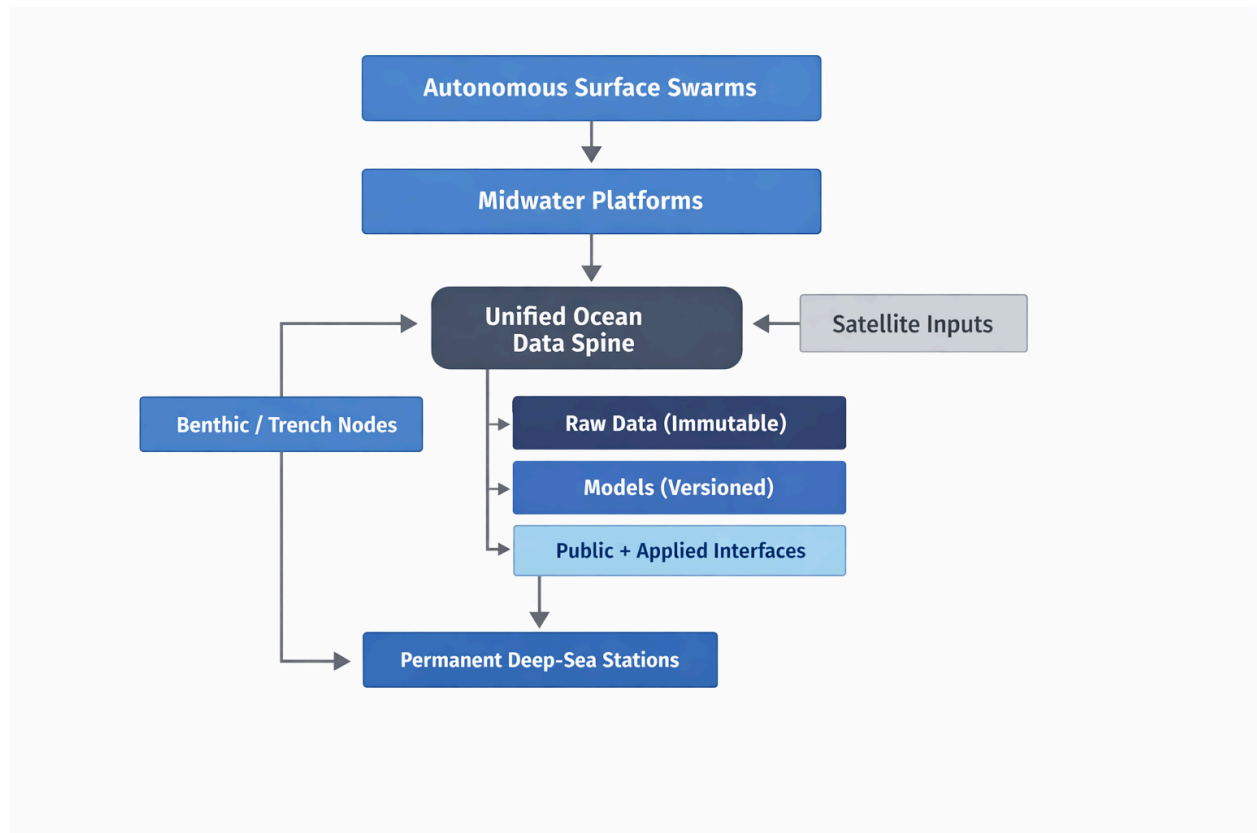 Autonomous Surface Swarms
Midwater Platforms
Unified Ocean
Data Spine
Satellite Inputs
Benthic / Trench Nodes
Raw Data (Immutable)
Models (Versioned)
Public + Applied Interfaces
Permanent Deep-Sea Stations